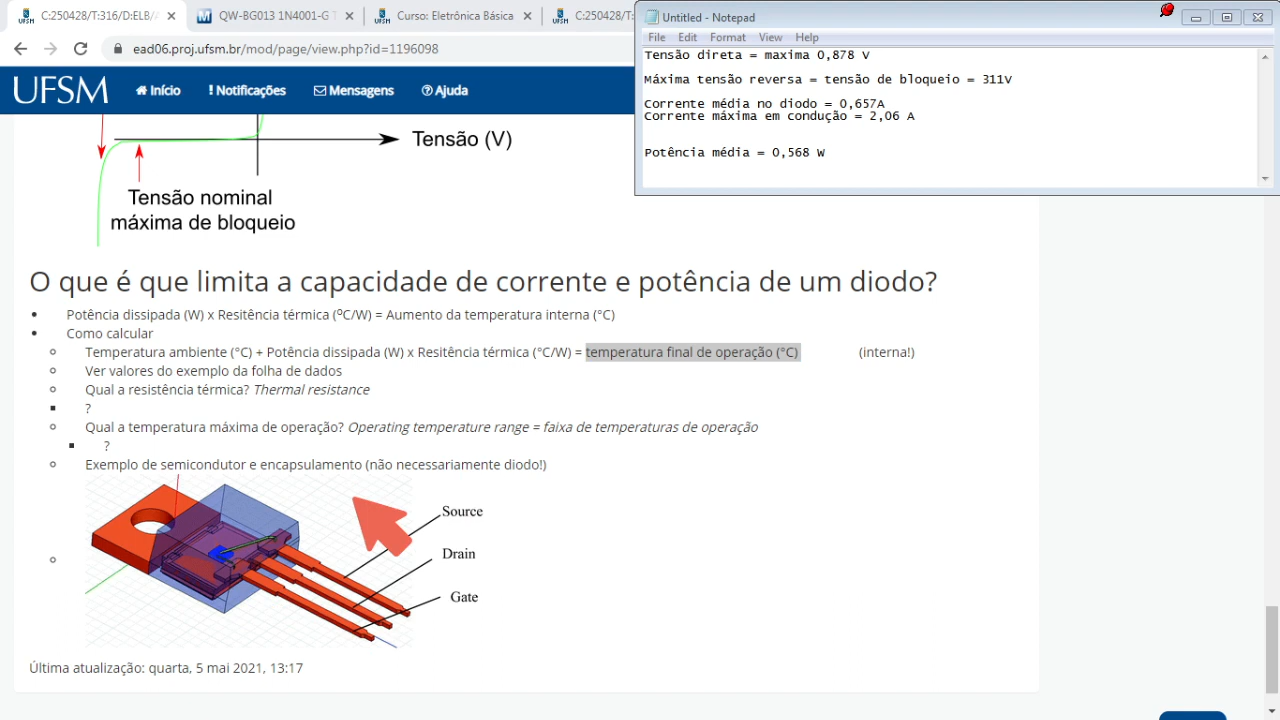 C:250428/T:316/D:ELB/
QW-BG013 1N4001-G
Curso: Eletrônica Básica
C:250428/T:
ead06.proj.ufsm.br/mod/page/view.php?id=1196098
UFSM
Início
! Notificações
Mensagens
Ajuda
Untitled - Notepad
File Edit Format View Help
Tensão direta = maxima 0,878 V
Máxima tensão reversa = tensão de bloqueio = 311V
Corrente média no diodo = 0,657A
Corrente máxima em condução = 2,06 A
Potência média = 0,568 W
Tensão (V)
Tensão nominal
máxima de bloqueio
O que é que limita a capacidade de corrente e potência de um diodo?
Potência dissipada (W) x Resitência térmica (ºC/W) = Aumento da temperatura interna (°C)
Como calcular
Temperatura ambiente (°C) + Potência dissipada (W) x Resitência térmica (°C/W) = temperatura final de operação (°C) (interna!)
Ver valores do exemplo da folha de dados
Qual a resistência térmica? Thermal resistance
?
Qual a temperatura máxima de operação? Operating temperature range = faixa de temperaturas de operação
?
Exemplo de semicondutor e encapsulamento (não necessariamente diodo!)
Source
Drain
Gate
Última atualização: quarta, 5 mai 2021, 13:17